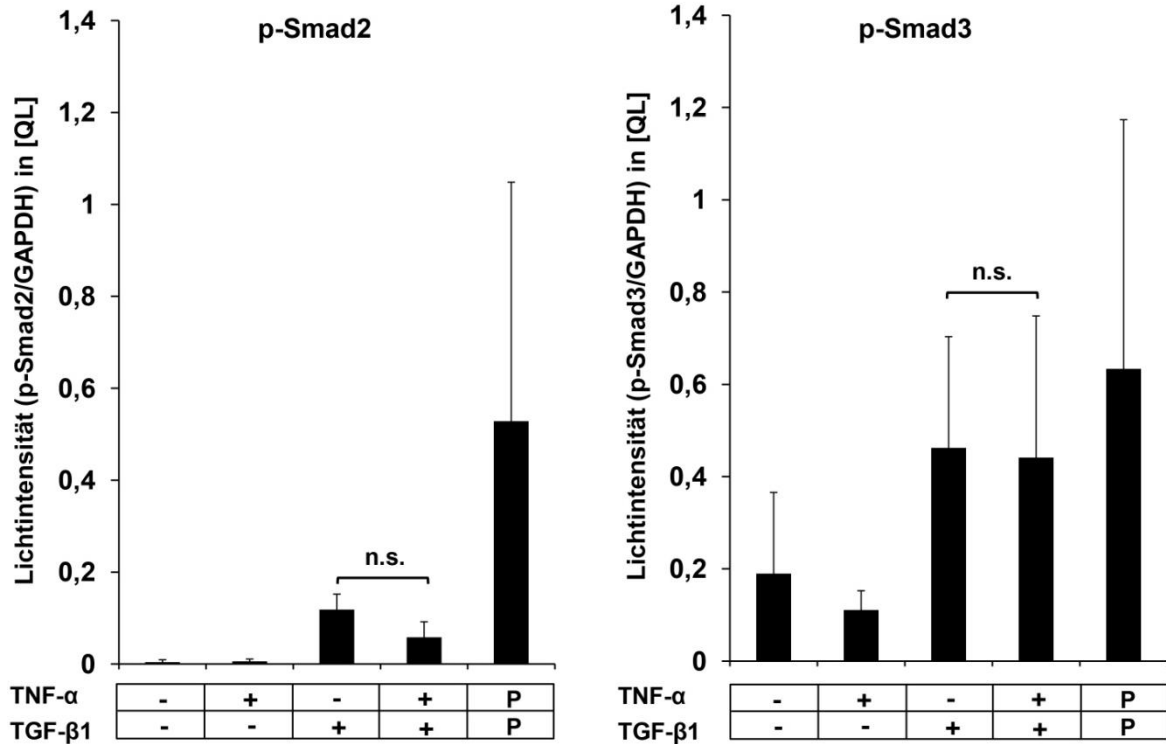 p-Smad2
Lichtintensität (p-Smad2/GAPDH) in [QL]
1,4
1,2
1
0,8
0,6
0,4
0,2
0
n.s.
TNF-α - + - + P
TGF-β1 - - + + P
p-Smad3
Lichtintensität (p-Smad3/GAPDH) in [QL]
1,4
1,2
1
0,8
0,6
0,4
0,2
0
n.s.
TNF-α - + - + P
TGF-β1 - - + + P